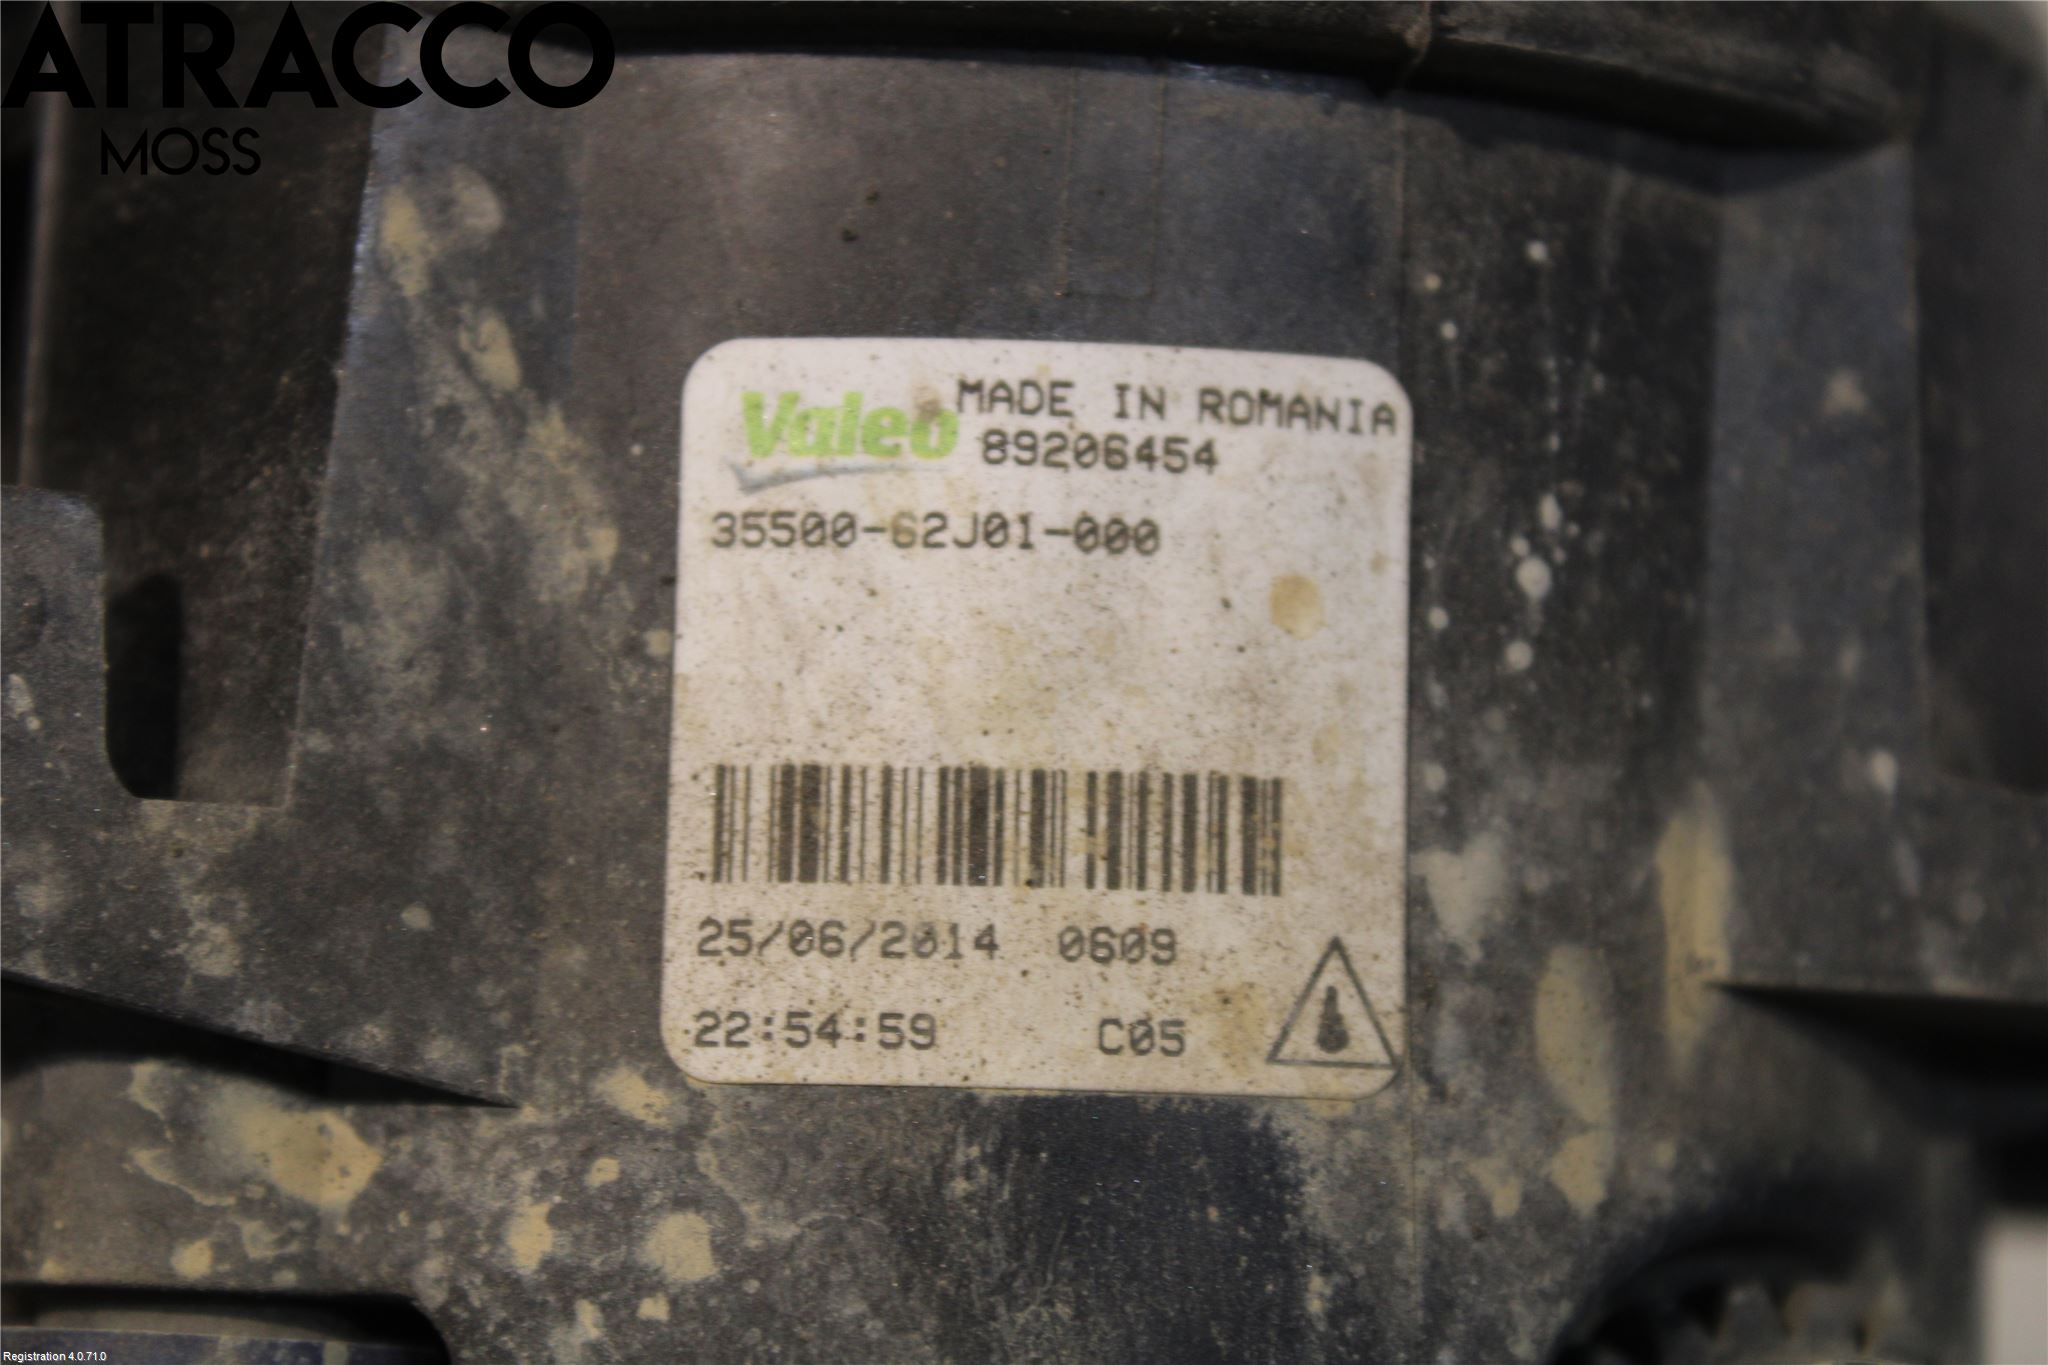 ATRACCO
MOSS
Valeo MADE IN ROMANIA
89206454
35500-62J01-000
25/06/2014 0609
22:54:59 C05
Registration 4.0.71.0